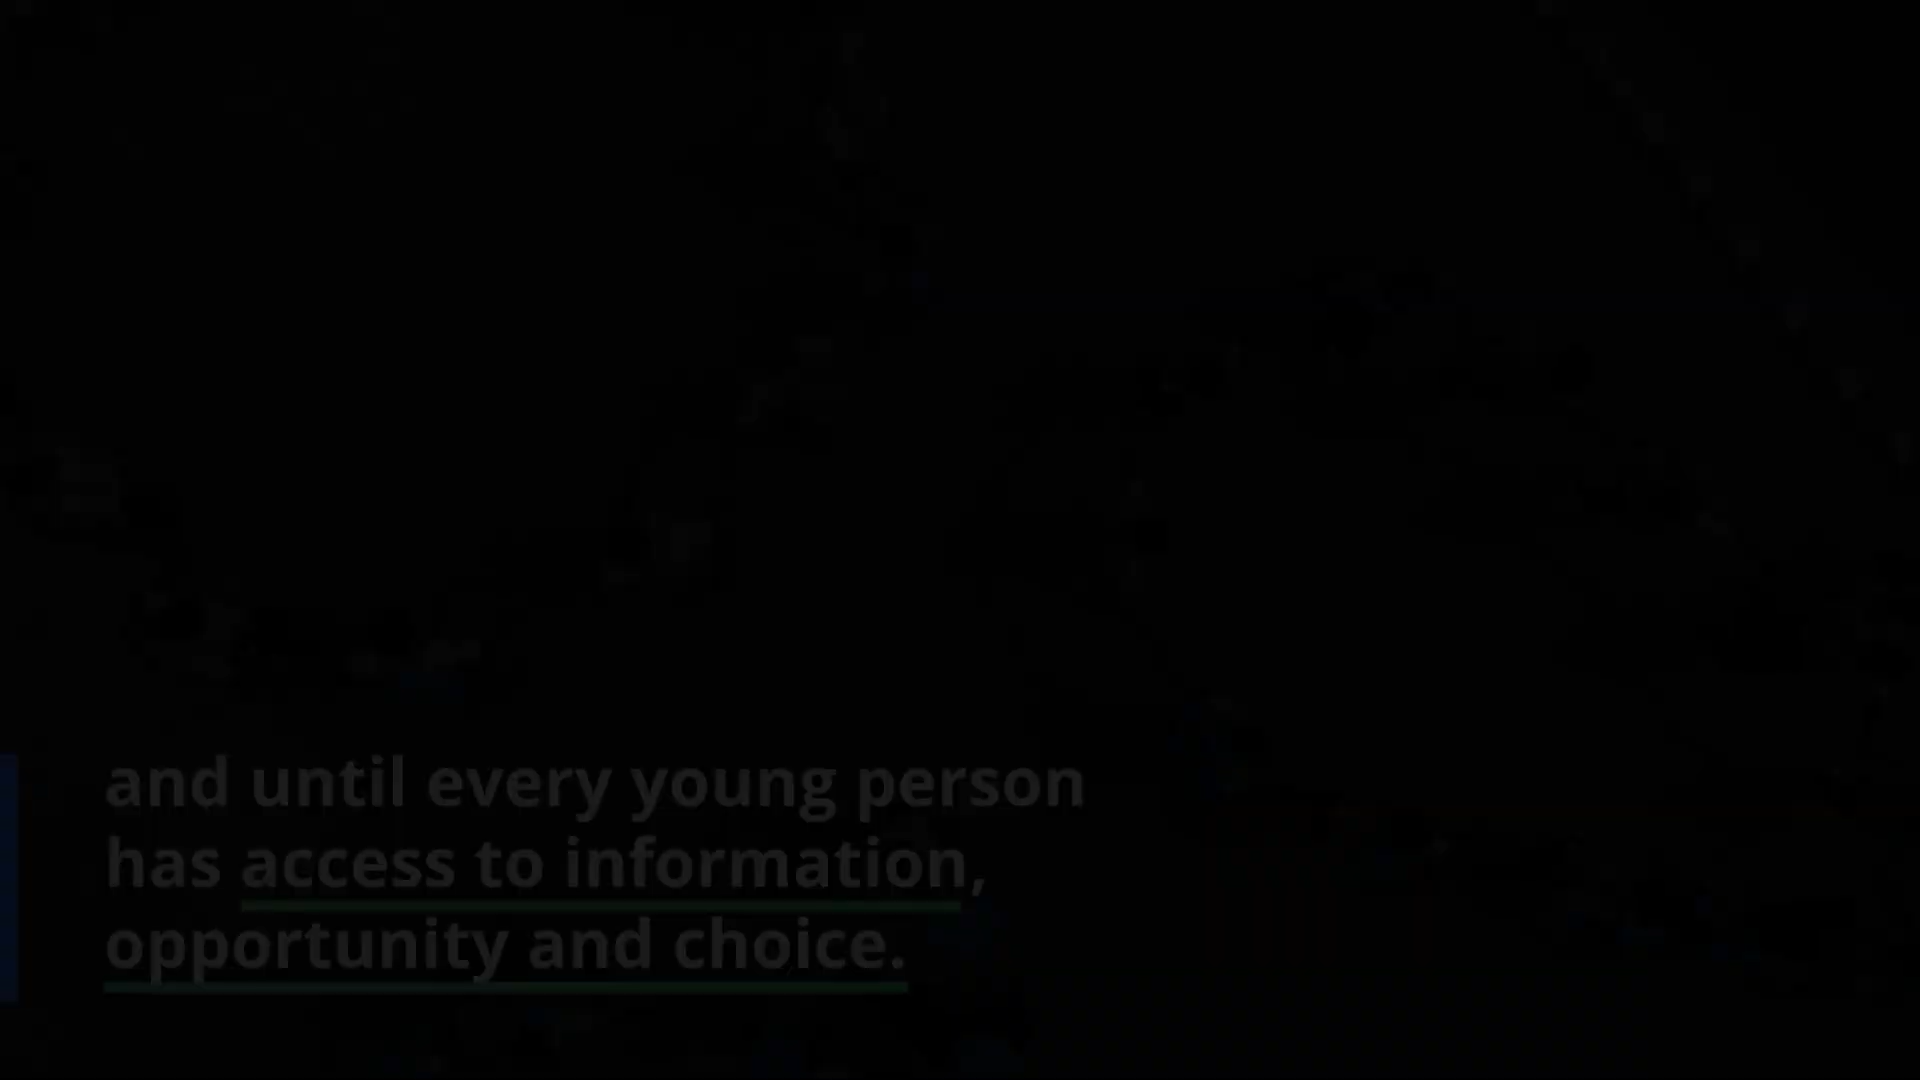 and until every young person
has access to information,
opportunity and choice.